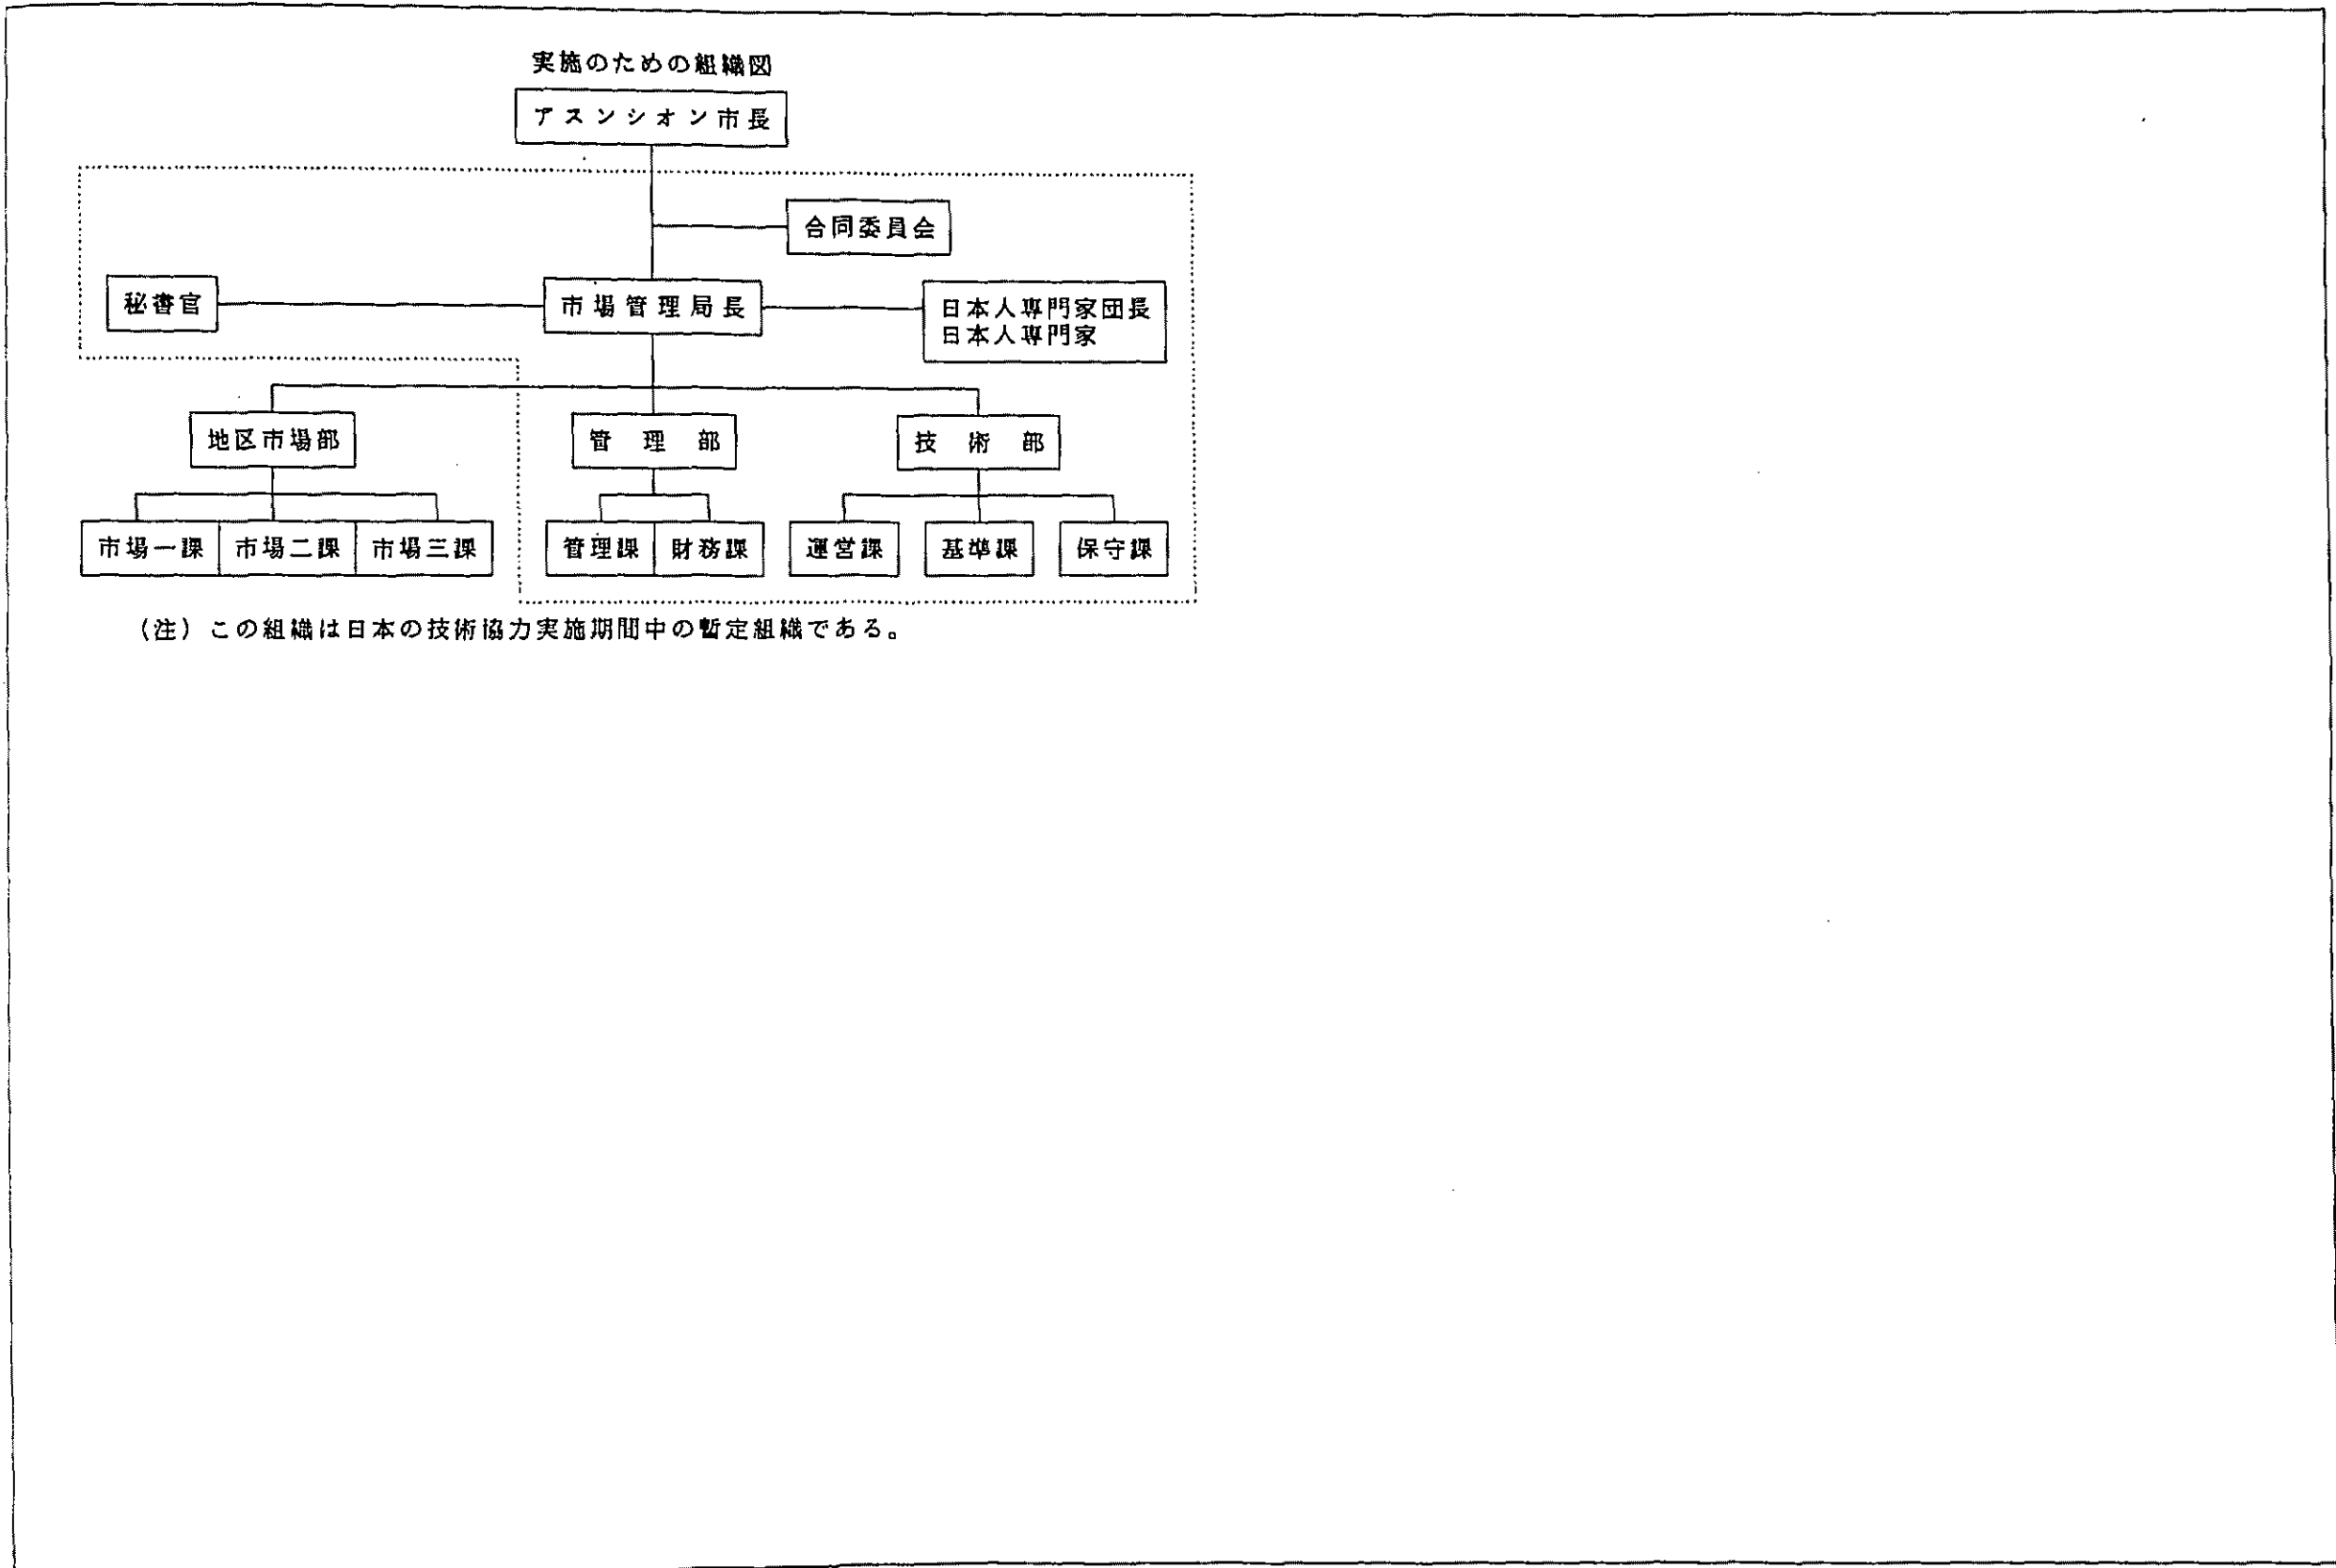 実施のための組織図
アスンシオン市長
合同委員会
秘書官
市場管理局長
日本人専門家団長
日本人専門家
地区市場部
管理部
技術部
市場一課
市場二課
市場三課
管理課
財務課
運営課
基準課
保守課
（注）この組織は日本の技術協力実施期間中の暫定組織である。